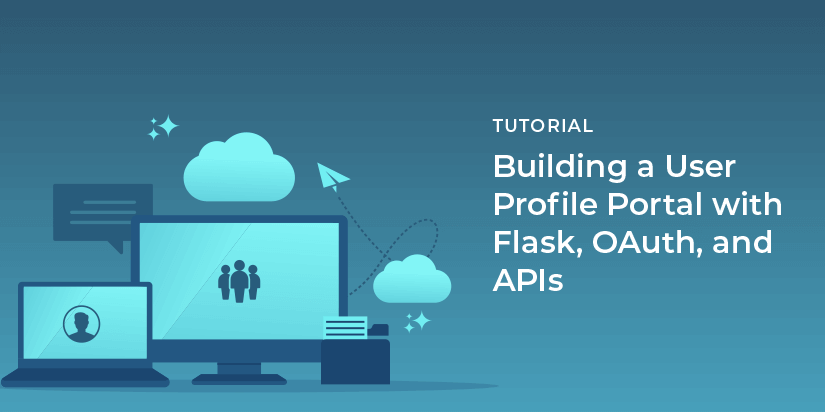 TUTORIAL
Building a User
Profile Portal with
Flask, OAuth, and
APIs